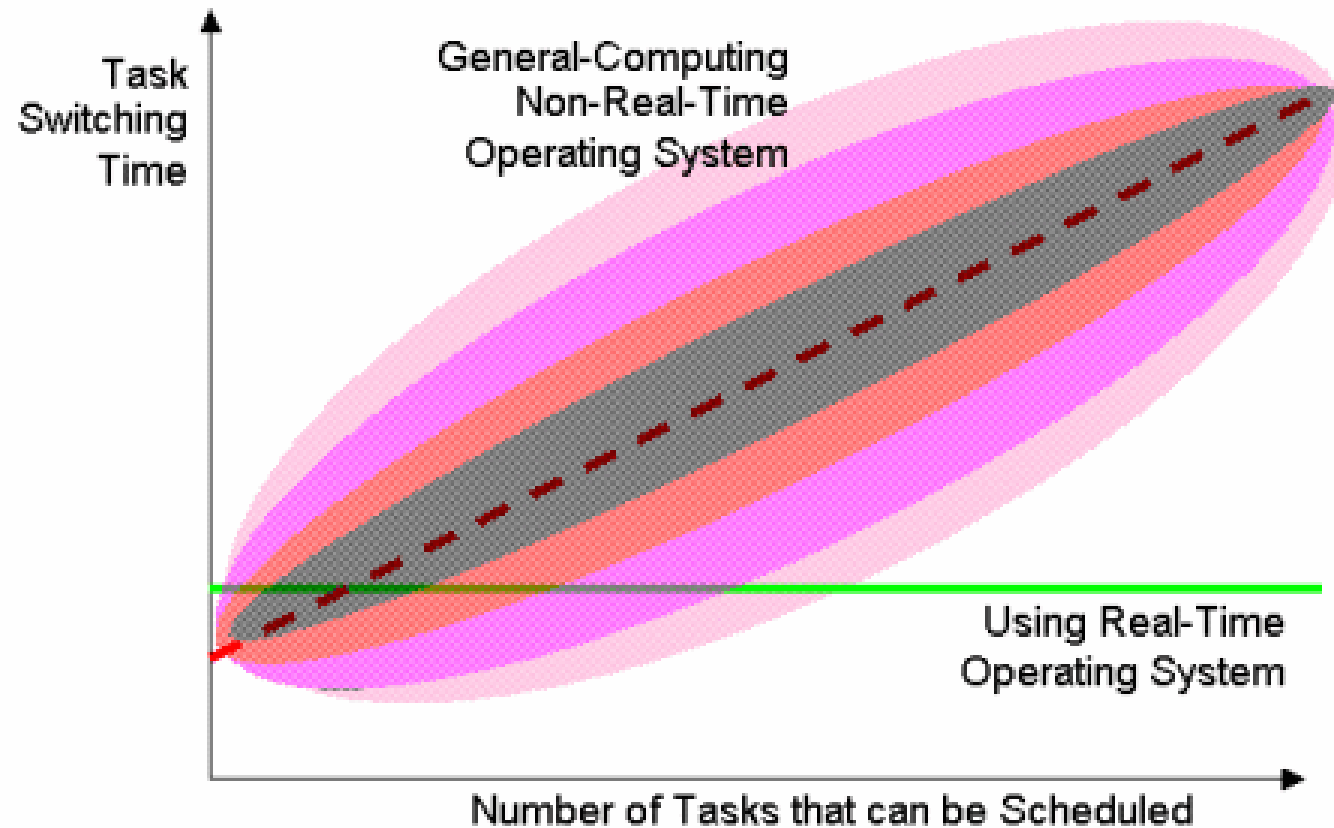 Task
Switching
Time
General-Computing
Non-Real-Time
Operating System
Using Real-Time
Operating System
Number of Tasks that can be Scheduled